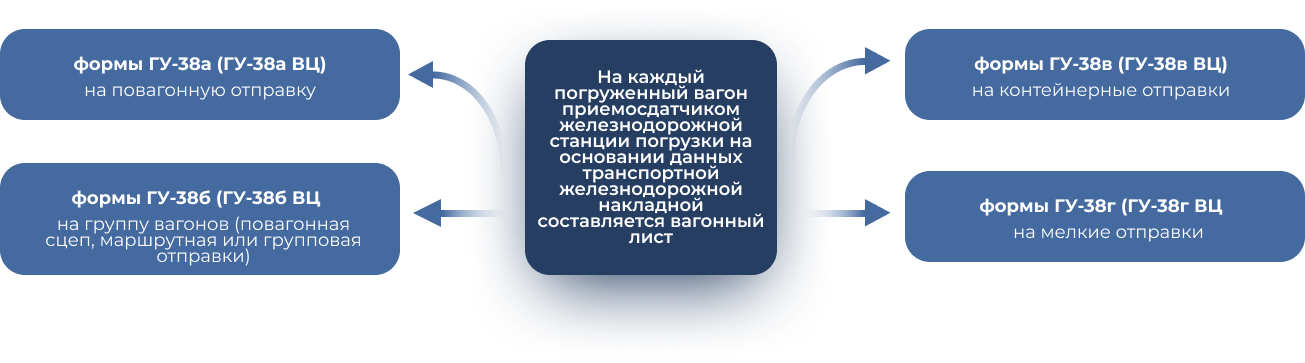 формы ГУ-38а (ГУ-38а ВЦ)
на повагонную отправку
формы ГУ-38б (ГУ-38б ВЦ
на группу вагонов (повагонная
сцеп, маршрутная или групповая
отправки)
На каждый
погруженный вагон
приемосдатчиком
железнодорожной
станции погрузки на
основании данных
транспортной
железнодорожной
накладной
составляется вагонный
лист
формы ГУ-38в (ГУ-38в ВЦ)
на контейнерные отправки
формы ГУ-38г (ГУ-38г ВЦ
на мелкие отправки